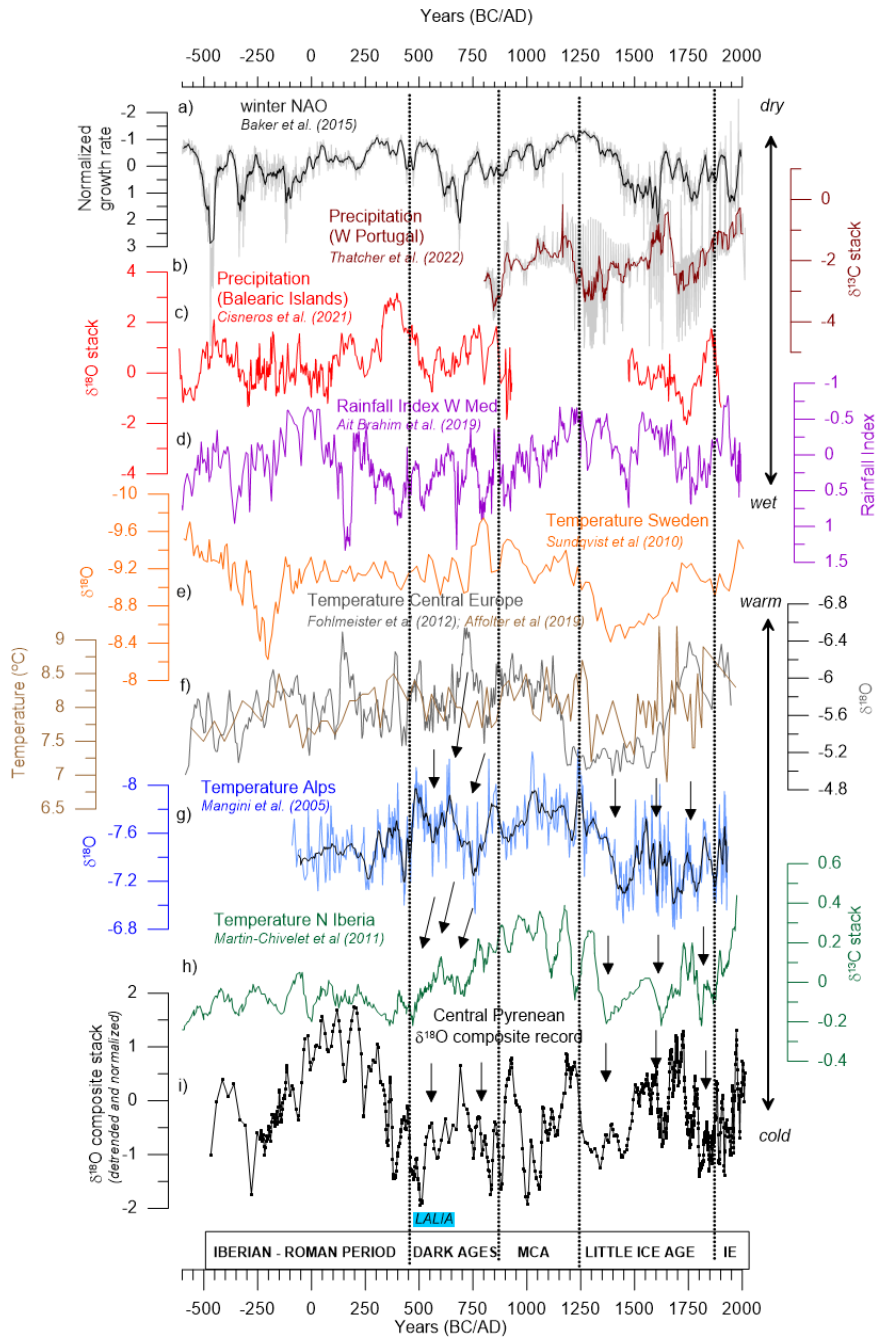 Years (BC/AD)
-500 -250 0 250 500 750 1000 1250 1500 1750 2000
a)
winter NAO
Baker et al. (2015)
dry
-2
-1
0
1
2
3
Normalized
growth rate
Precipitation
(W Portugal)
Thatcher et al. (2022)
0
-2
-4
δ13C stack
b)
4
2
0
-2
-4
δ18O stack
Precipitation
(Balearic Islands)
Cisneros et al. (2021)
c)
Rainfall Index W Med
Ait Brahim et al. (2019)
-1
-0.5
0
0.5
1
1.5
Rainfall Index
d)
wet
-10
-9.6
-9.2
-8.8
-8.4
-8
δ18O
Temperature Sweden
Sundqvist et al (2010)
e)
warm
Temperature Central Europe
Fohlmeister et al (2012); Affolter et al (2019)
9
8.5
8
7.5
7
6.5
Temperature (ºC)
f)
-6.8
-6.4
-6
-5.6
-5.2
-4.8
δ18O
Temperature Alps
Mangini et al. (2005)
-8
-7.6
-7.2
-6.8
δ18O
g)
Temperature N Iberia
Martín-Chivelet et al (2011)
0.6
0.4
0.2
0
-0.2
-0.4
δ13C stack
h)
Central Pyrenean
δ18O composite record
2
1
0
-1
-2
δ18O composite stack
(detrended and normalized)
i)
cold
LALIA
IBERIAN - ROMAN PERIOD DARK AGES MCA LITTLE ICE AGE IE
-500 -250 0 250 500 750 1000 1250 1500 1750 2000
Years (BC/AD)